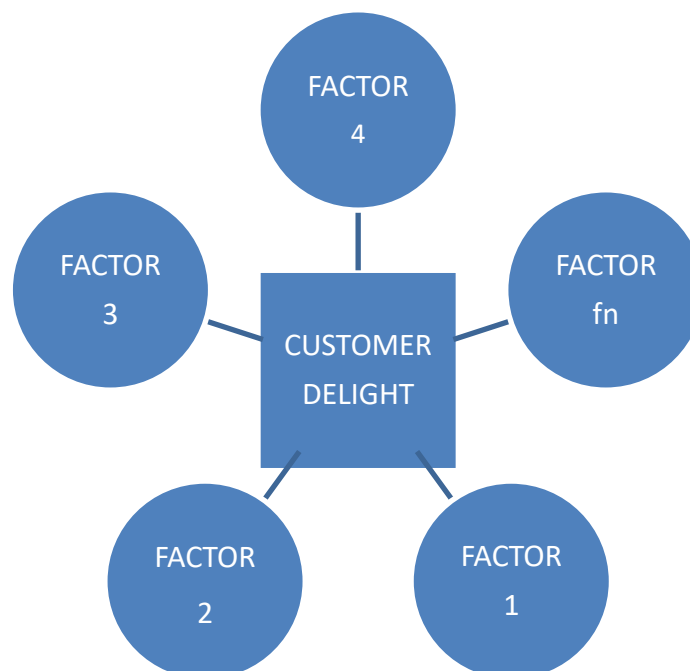 FACTOR
4
FACTOR
3
FACTOR
fn
CUSTOMER
DELIGHT
FACTOR
2
FACTOR
1